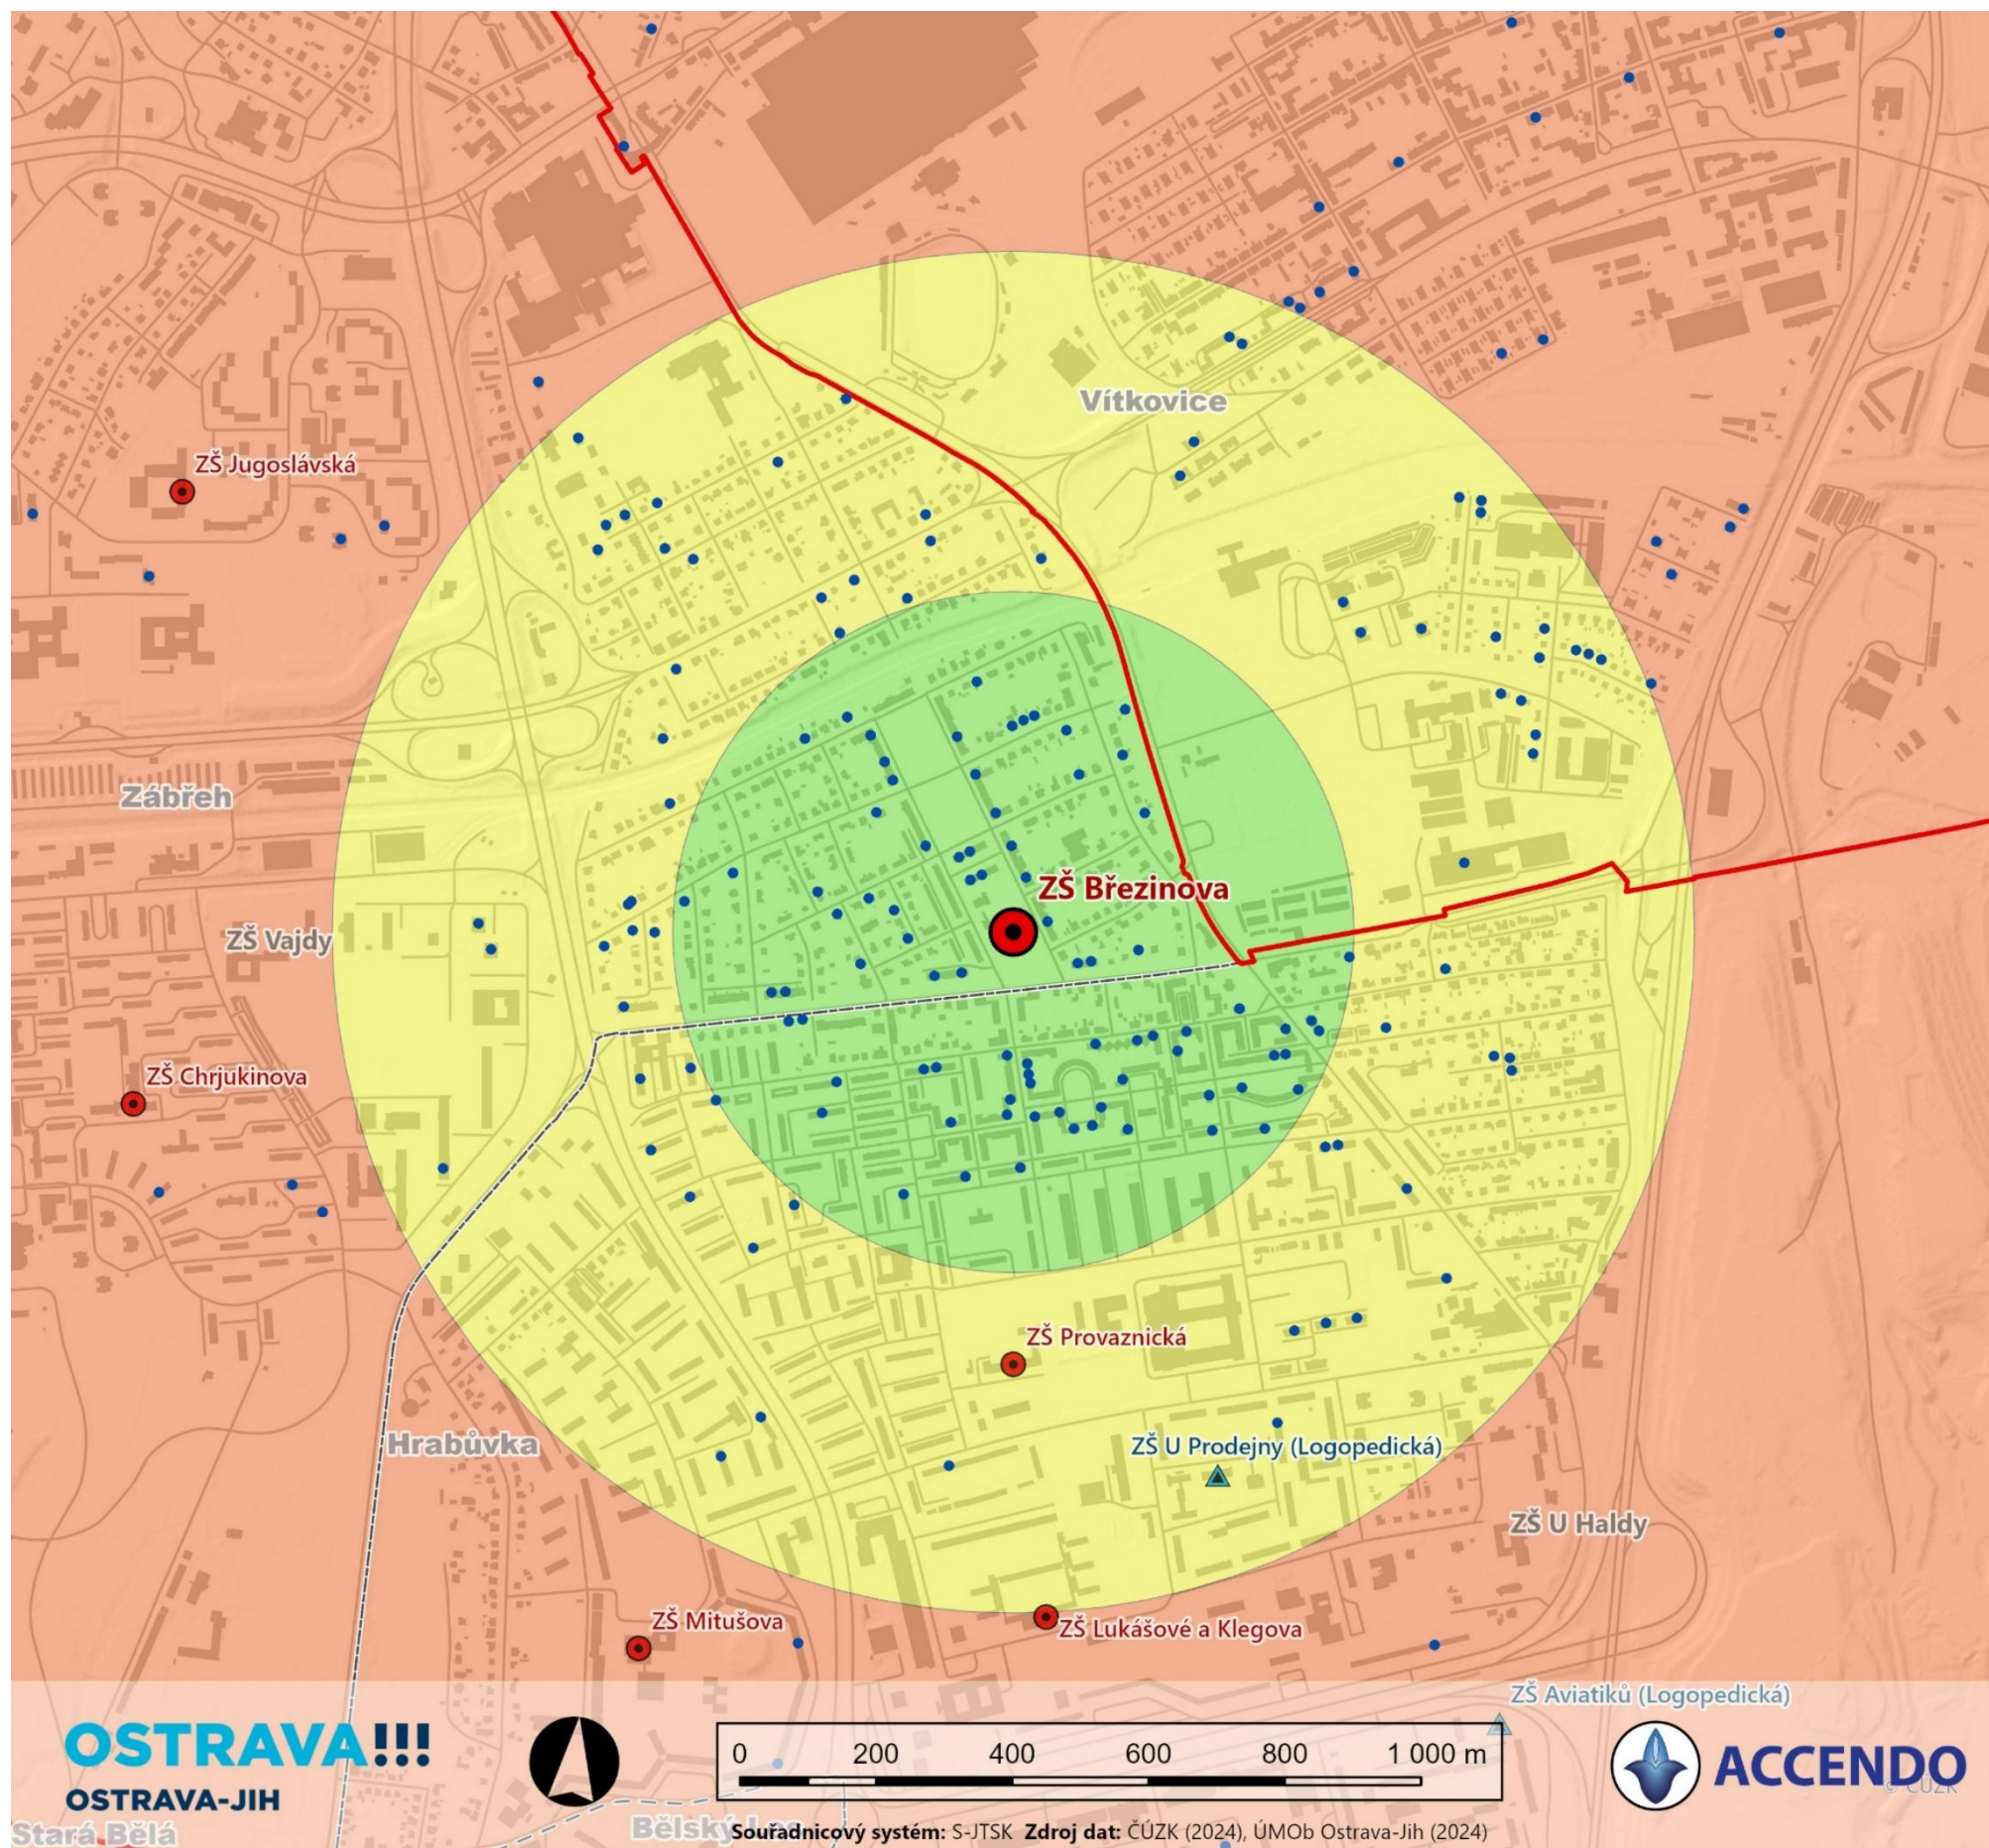 Vítkovice
ZŠ Jugoslávská
Zábřeh
ZŠ Březinova
ZŠ Vajdy
ZŠ Chrjukinova
ZŠ Provaznická
Hrabůvka
ZŠ U Prodejny (Logopedická)
ZŠ U Haldy
ZŠ Mitušova
ZŠ Lukášové a Klegova
ZŠ Aviatiků (Logopedická)
OSTRAVA!!!
OSTRAVA-JIH
0 200 400 600 800 1 000 m
ACCENDO
© ČÚZK
Stará Bělá
Bělský
Souřadnicový systém: S-JTSK Zdroj dat: ČÚZK (2024), ÚMOb Ostrava-Jih (2024)